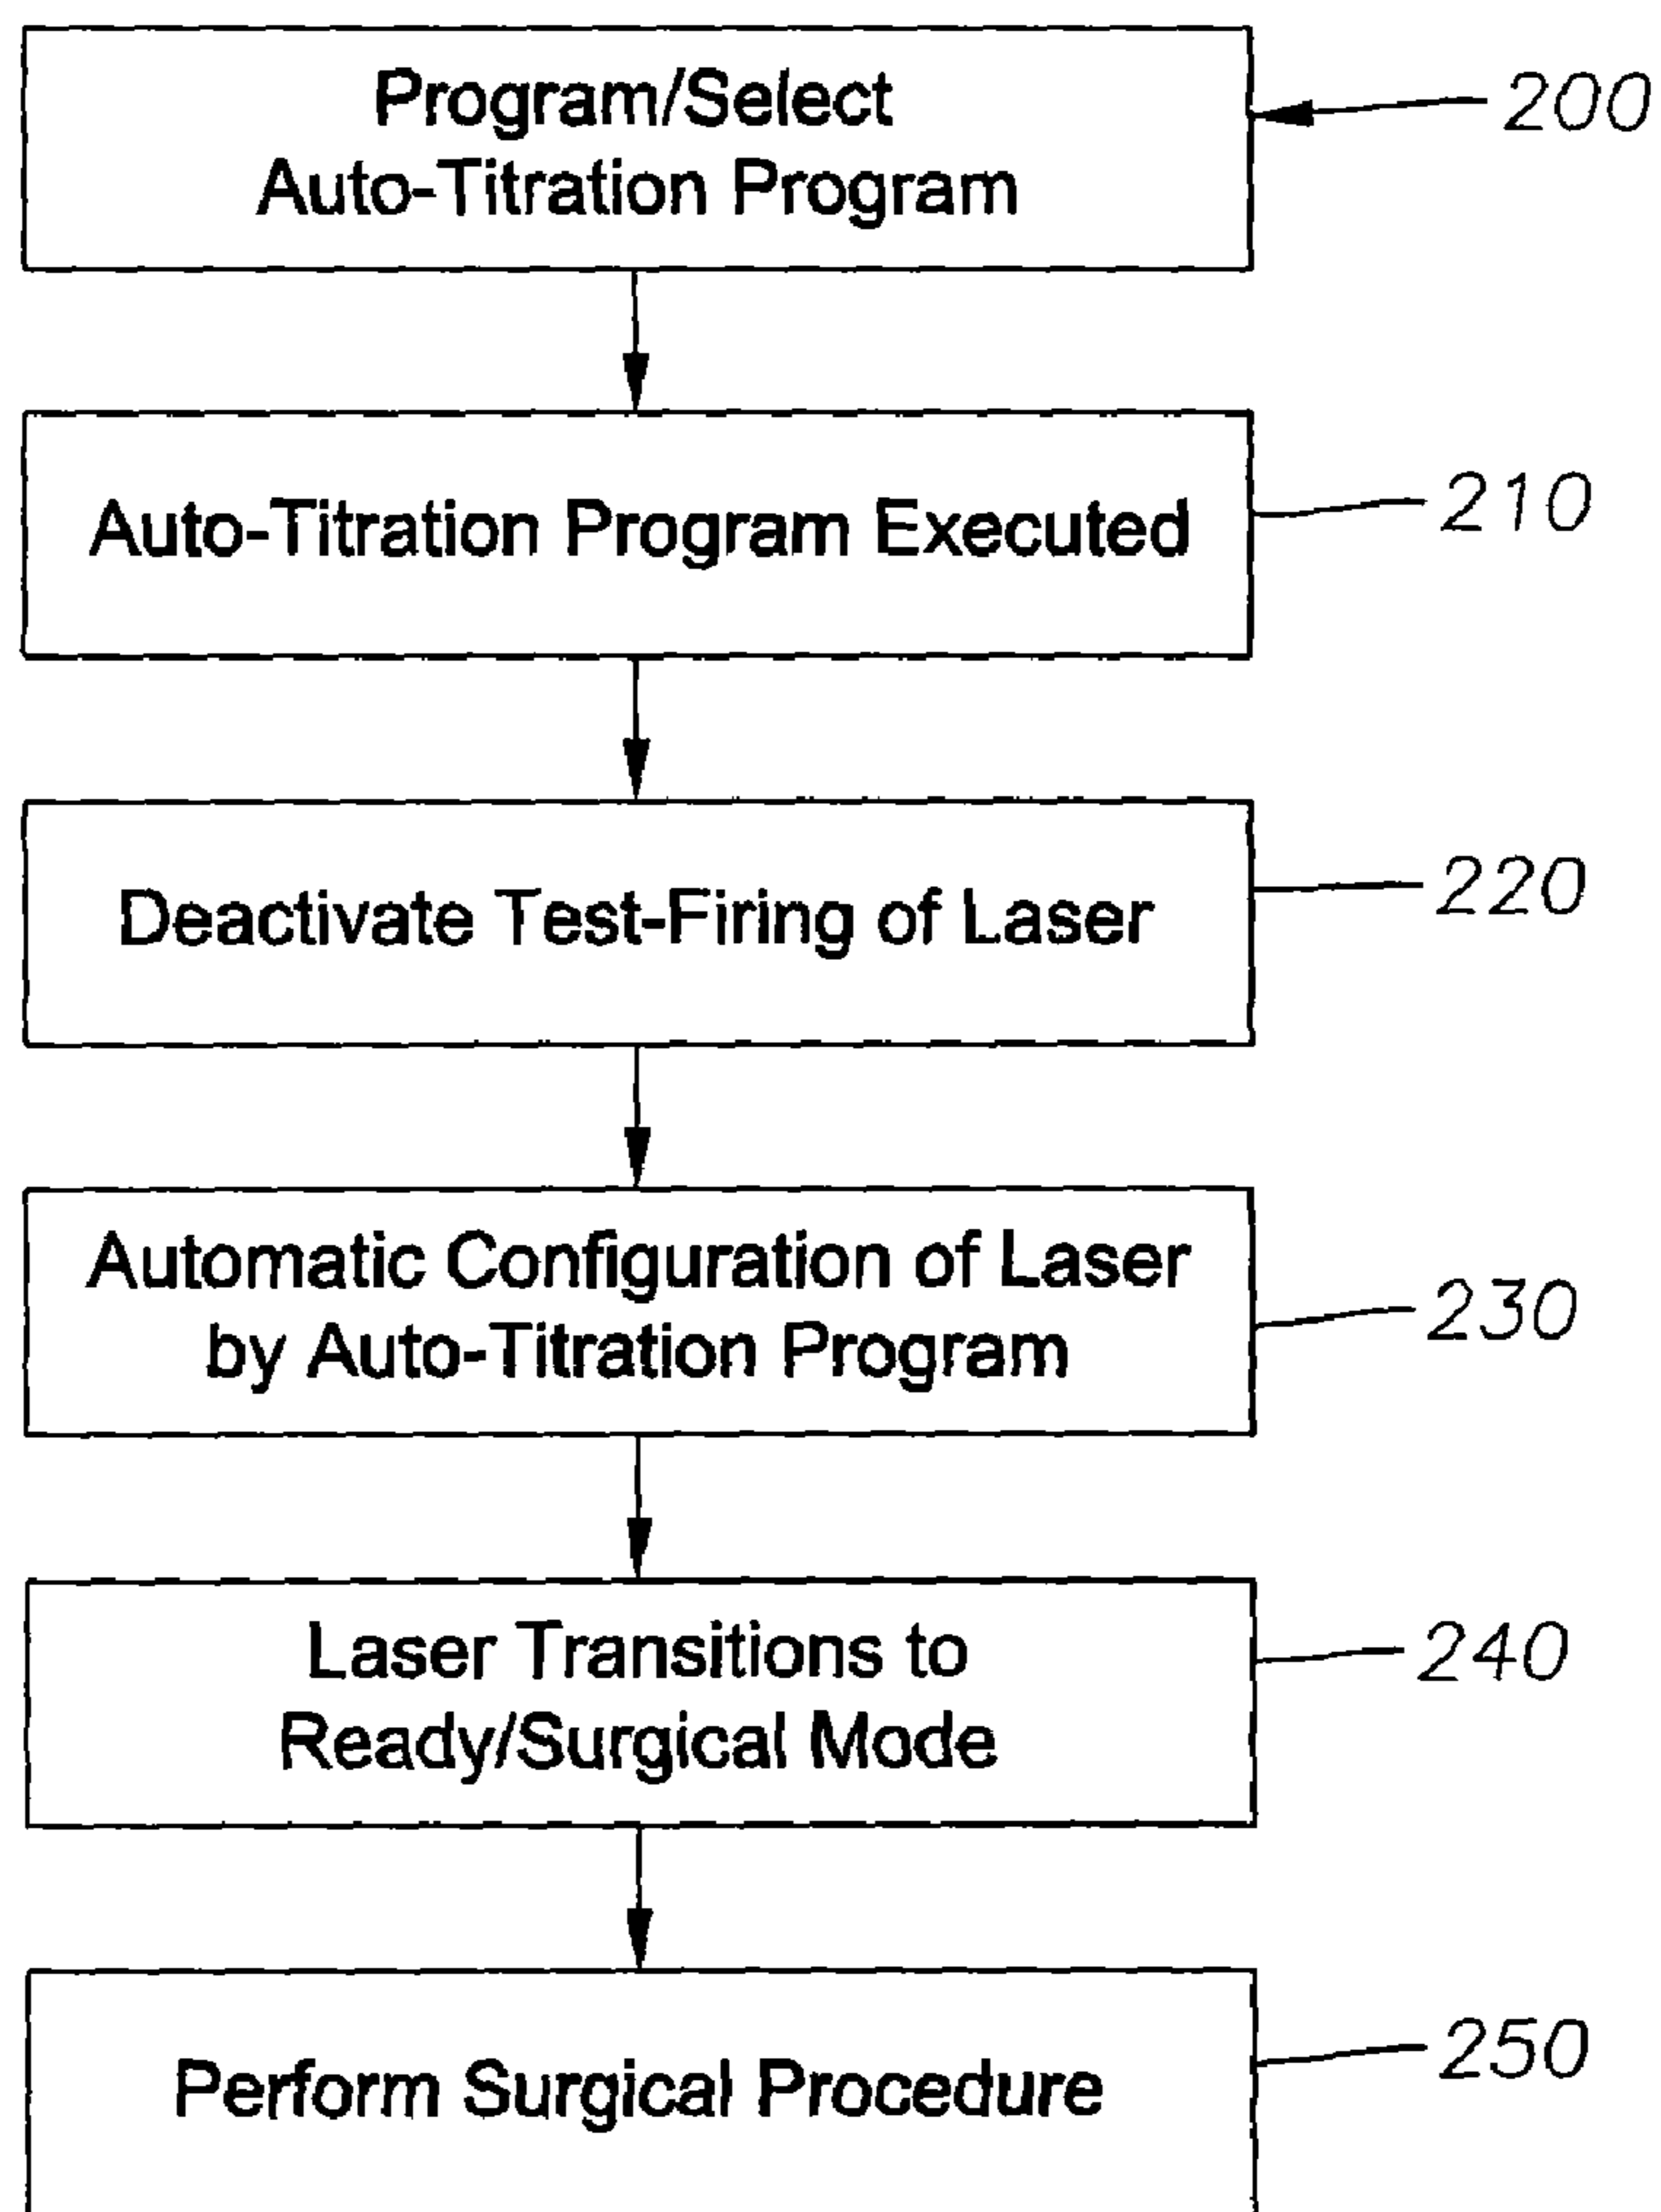 Program/Select
Auto-Titration Program
200
Auto-Titration Program Executed
210
Deactivate Test-Firing of Laser
220
Automatic Configuration of Laser
by Auto-Titration Program
230
Laser Transitions to
Ready/Surgical Mode
240
Perform Surgical Procedure
250